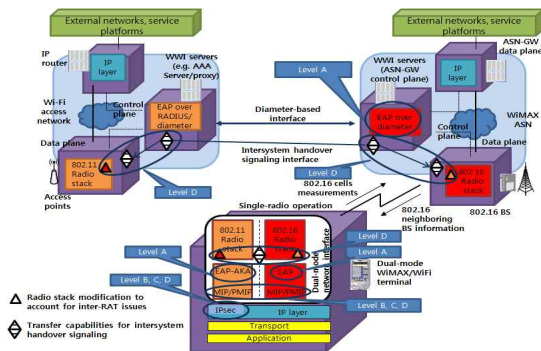 External networks, service
platforms
External networks, service
platforms
IP
router
IP
layer
WWI servers
(e.g. AAA
Server/proxy)
Level A
WWI servers
(ASN-GW
control plane)
IP
layer
ASN-GW
data plane
Wi-Fi
access
network
Control
plane
EAP over
RADIUS/
diameter
Diameter-based
interface
EAP over
diameter
Control
plane
WiMAX
ASN
Data plane
Intersystem handover
signaling interface
Data plane
802.11
Radio
stack
Level D
Level D
802.16
Radio
stack
Access
points
802.16 cells
measurements
Single-radio operation
802.16
neighboring
BS information
802.16 BS
802.11
Radio
stack
802.16
Radio
stack
Dual-mode
network interface
Level D
Level A
Level A
EAP-AKA
EAP
Dual-mode
WiMAX/WiFi
terminal
Level B, C, D
MIP/PMIP
MIP/PMIP
Level B, C, D
Radio stack modification to
account for inter-RAT issues
IPsec
IP layer
Transfer capabilities for intersystem
handover signaling
Transport
Application